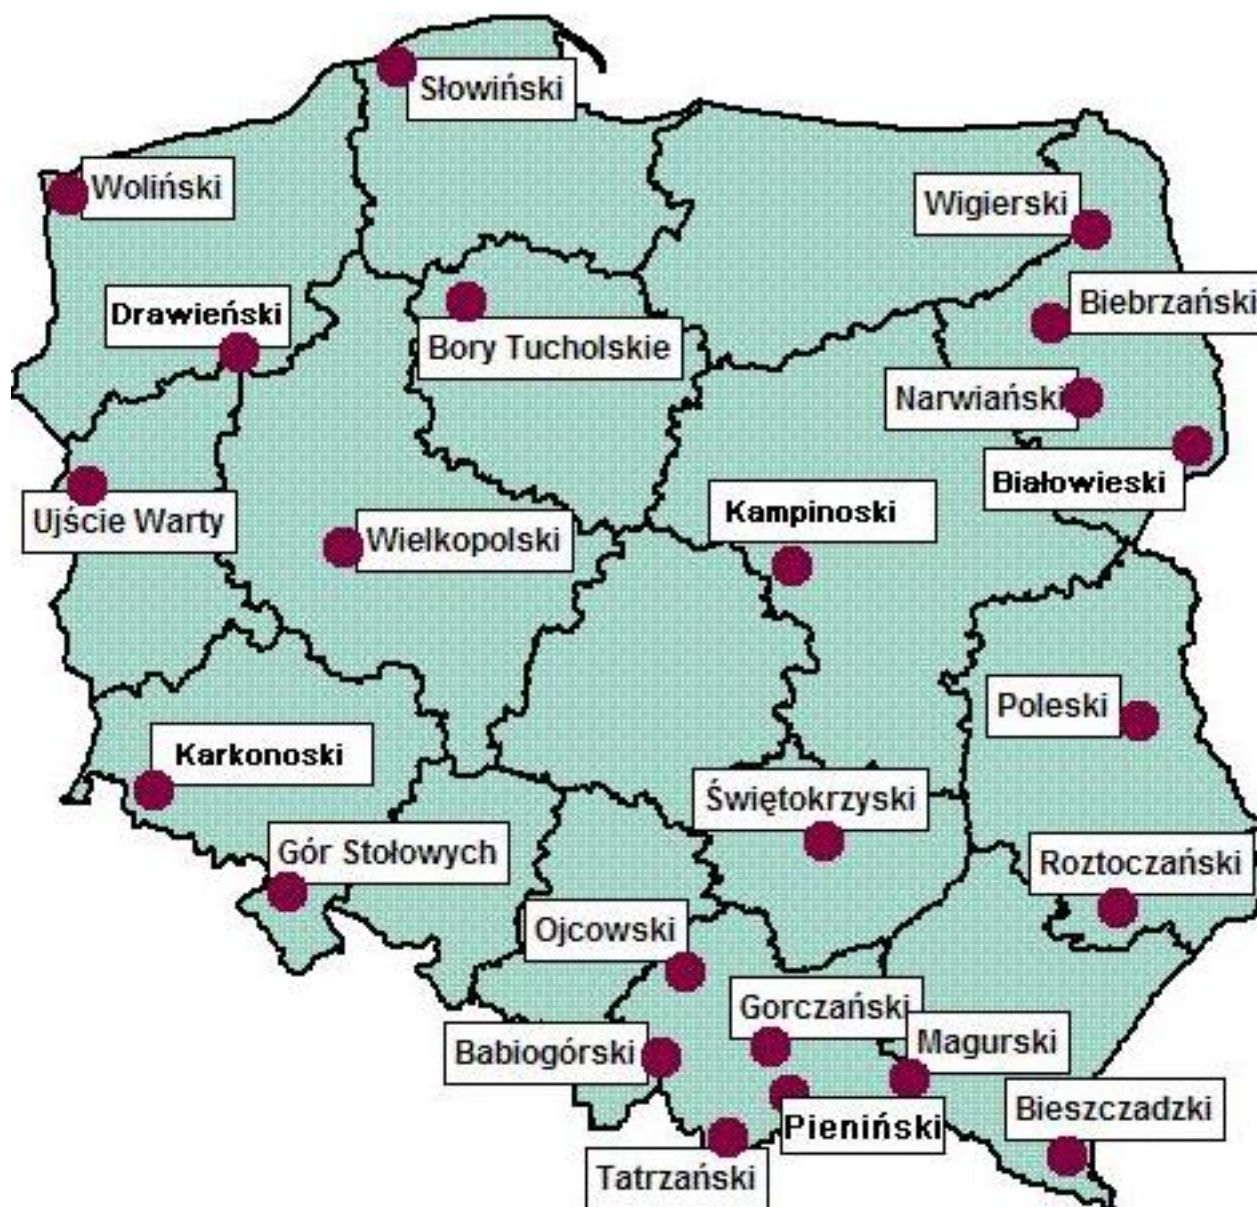 Słowiński
Woliński
Wigierski
Drawieński
Biebrzański
Bory Tucholskie
Narwiański
Białowieski
Ujście Warty
Kampinoski
Wielkopolski
Poleski
Karkonoski
Świętokrzyski
Gór Stołowych
Roztoczański
Ojcowski
Gorczański
Magurski
Babiogórski
Bieszczadzki
Pieniński
Tatrzański